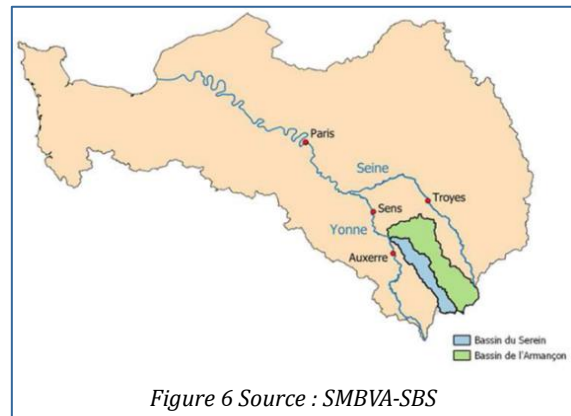 Paris
Seine
Troyes
Sens
Yonne
Auxerre
Bassin du Serein
Bassin de l'Armançon
Figure 6 Source : SMBVA-SBS